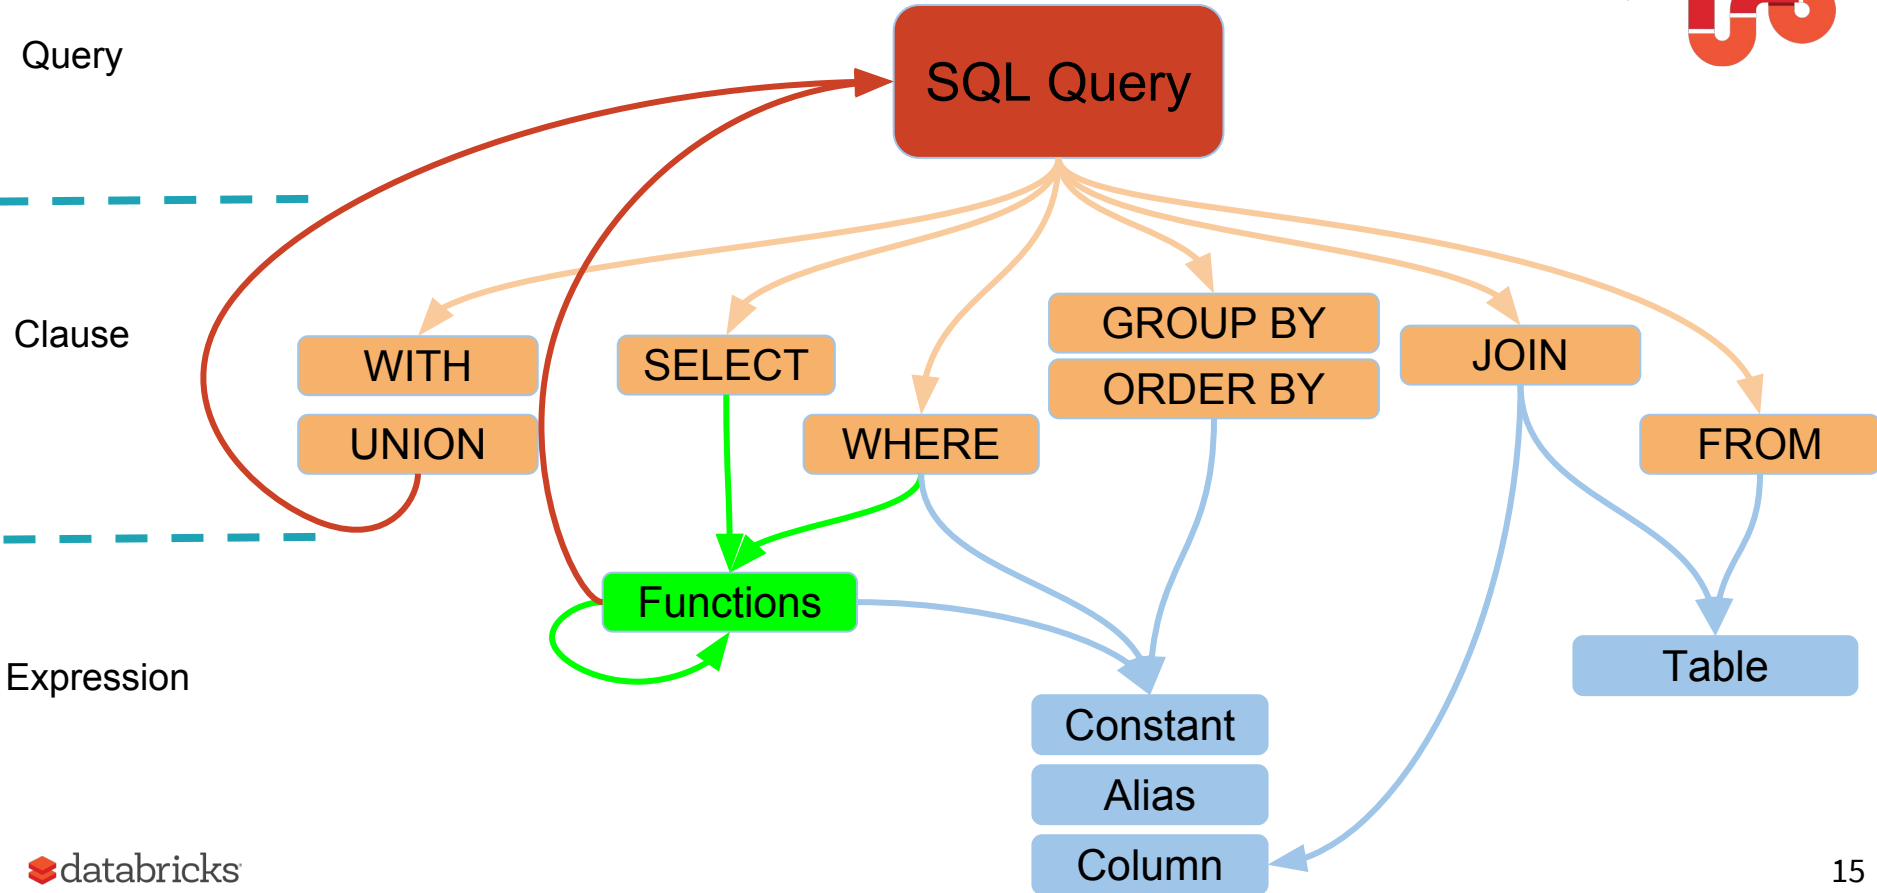 Query
SQL Query
Clause
WITH
SELECT
GROUP BY
JOIN
ORDER BY
UNION
WHERE
FROM
Functions
Expression
Table
Constant
Alias
Column
databricks
15